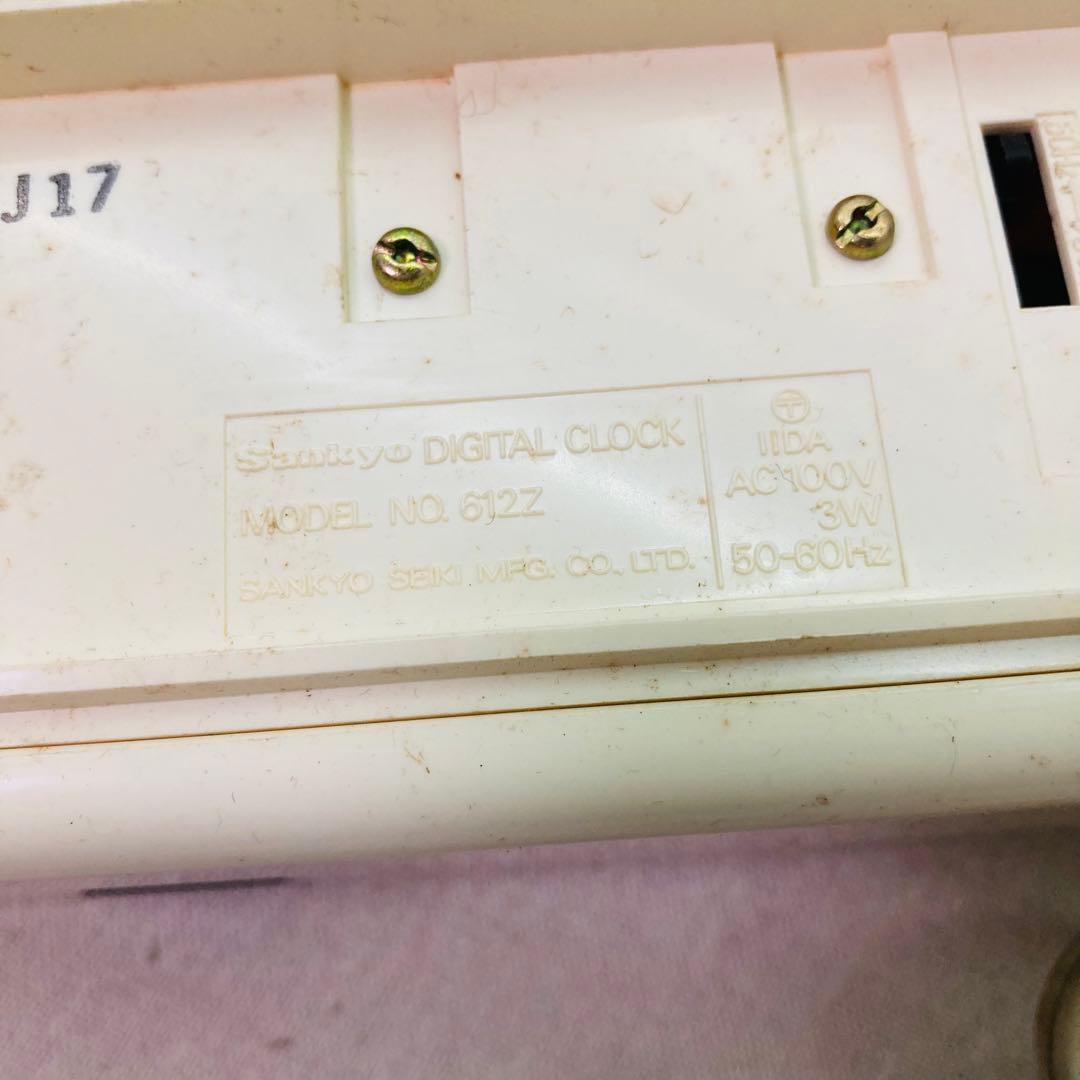 J17
Sankyo DIGITAL CLOCK
MODEL NO. 612Z
SANKYO SEIKI MFG. CO., LTD.
T
IIDA
AC100V
3W
50-60Hz